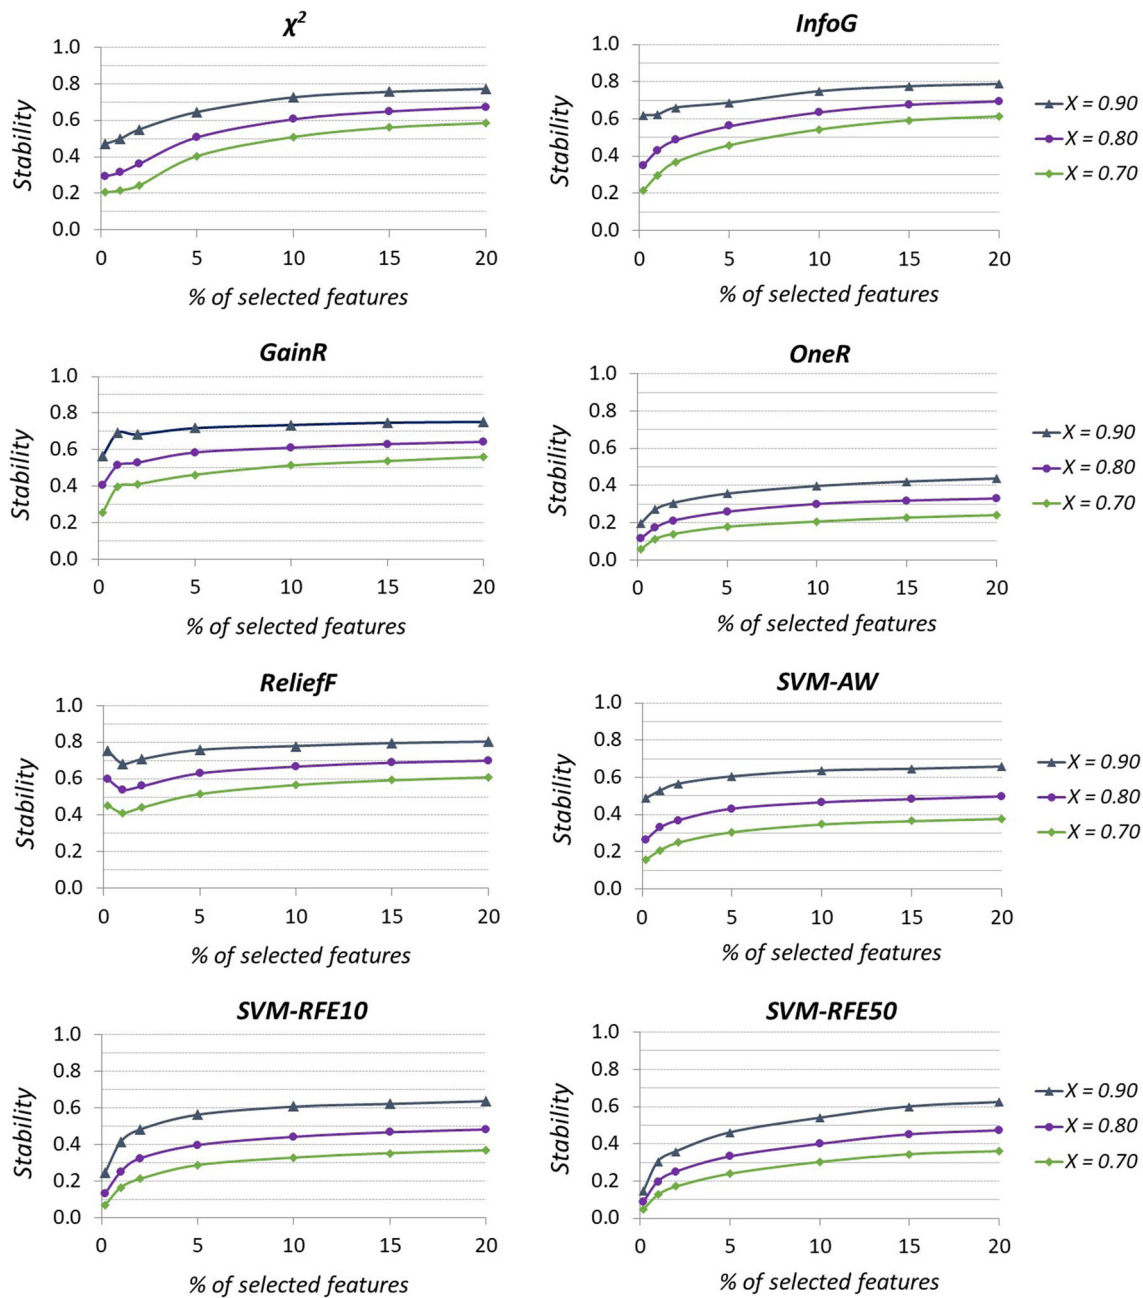 χ²
InfoG
Stability
1.0
0.8
0.6
0.4
0.2
0.0
0 5 10 15 20
% of selected features
Stability
1.0
0.8
0.6
0.4
0.2
0.0
0 5 10 15 20
% of selected features
X = 0.90
X = 0.80
X = 0.70
GainR
OneR
Stability
1.0
0.8
0.6
0.4
0.2
0.0
0 5 10 15 20
% of selected features
Stability
1.0
0.8
0.6
0.4
0.2
0.0
0 5 10 15 20
% of selected features
X = 0.90
X = 0.80
X = 0.70
ReliefF
SVM-AW
Stability
1.0
0.8
0.6
0.4
0.2
0.0
0 5 10 15 20
% of selected features
Stability
1.0
0.8
0.6
0.4
0.2
0.0
0 5 10 15 20
% of selected features
X = 0.90
X = 0.80
X = 0.70
SVM-RFE10
SVM-RFE50
Stability
1.0
0.8
0.6
0.4
0.2
0.0
0 5 10 15 20
% of selected features
Stability
1.0
0.8
0.6
0.4
0.2
0.0
0 5 10 15 20
% of selected features
X = 0.90
X = 0.80
X = 0.70